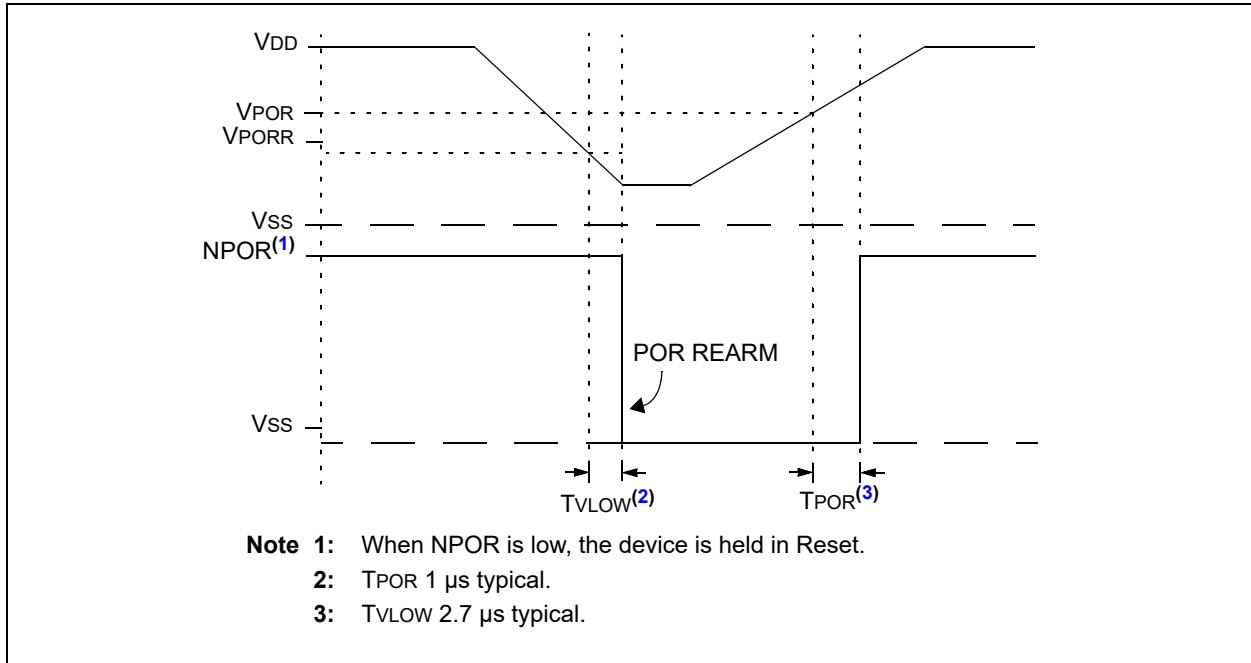 VDD
VPOR
VPORR
VSS
NPOR(1)
POR REARM
VSS
TVLOW(2)
TPOR(3)
Note 1: When NPOR is low, the device is held in Reset.
2: TPOR 1 µs typical.
3: TVLOW 2.7 µs typical.